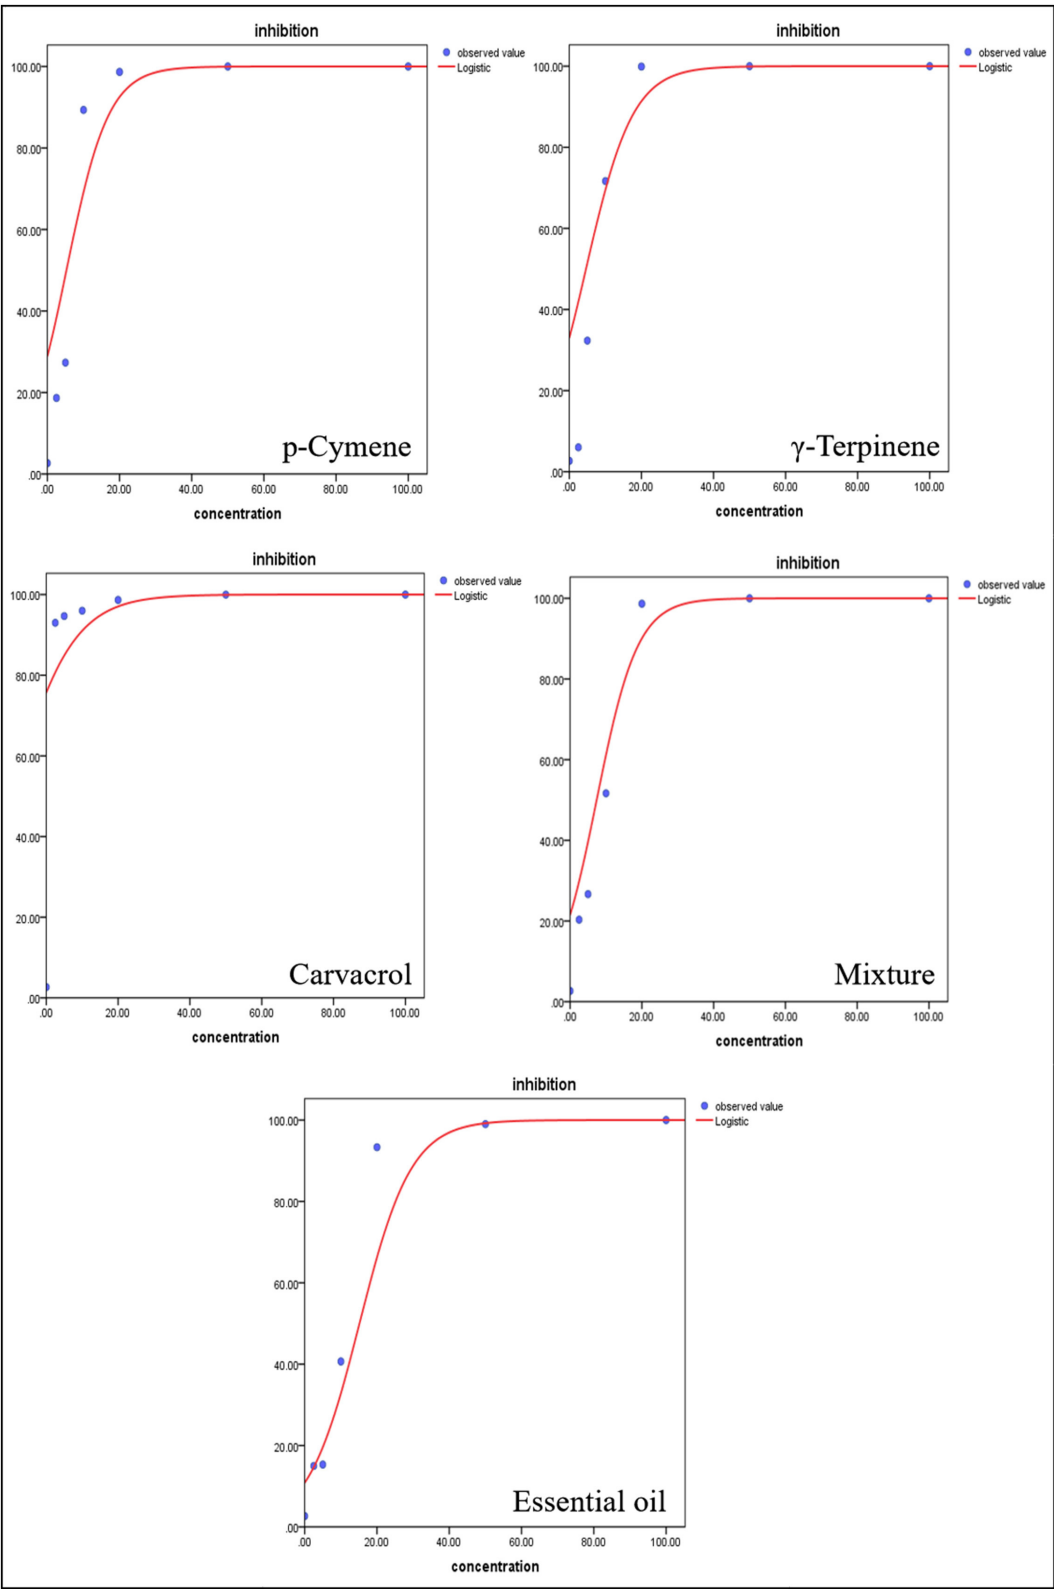 inhibition
observed value
Logistic
100.00
80.00
60.00
40.00
20.00
.00
.00 20.00 40.00 60.00 80.00 100.00
concentration
p-Cymene
inhibition
observed value
Logistic
100.00
80.00
60.00
40.00
20.00
.00
.00 20.00 40.00 60.00 80.00 100.00
concentration
γ-Terpinene
inhibition
observed value
Logistic
100.00
80.00
60.00
40.00
20.00
.00
.00 20.00 40.00 60.00 80.00 100.00
concentration
Carvacrol
inhibition
observed value
Logistic
100.00
80.00
60.00
40.00
20.00
.00
.00 20.00 40.00 60.00 80.00 100.00
concentration
Mixture
inhibition
observed value
Logistic
100.00
80.00
60.00
40.00
20.00
.00
.00 20.00 40.00 60.00 80.00 100.00
concentration
Essential oil